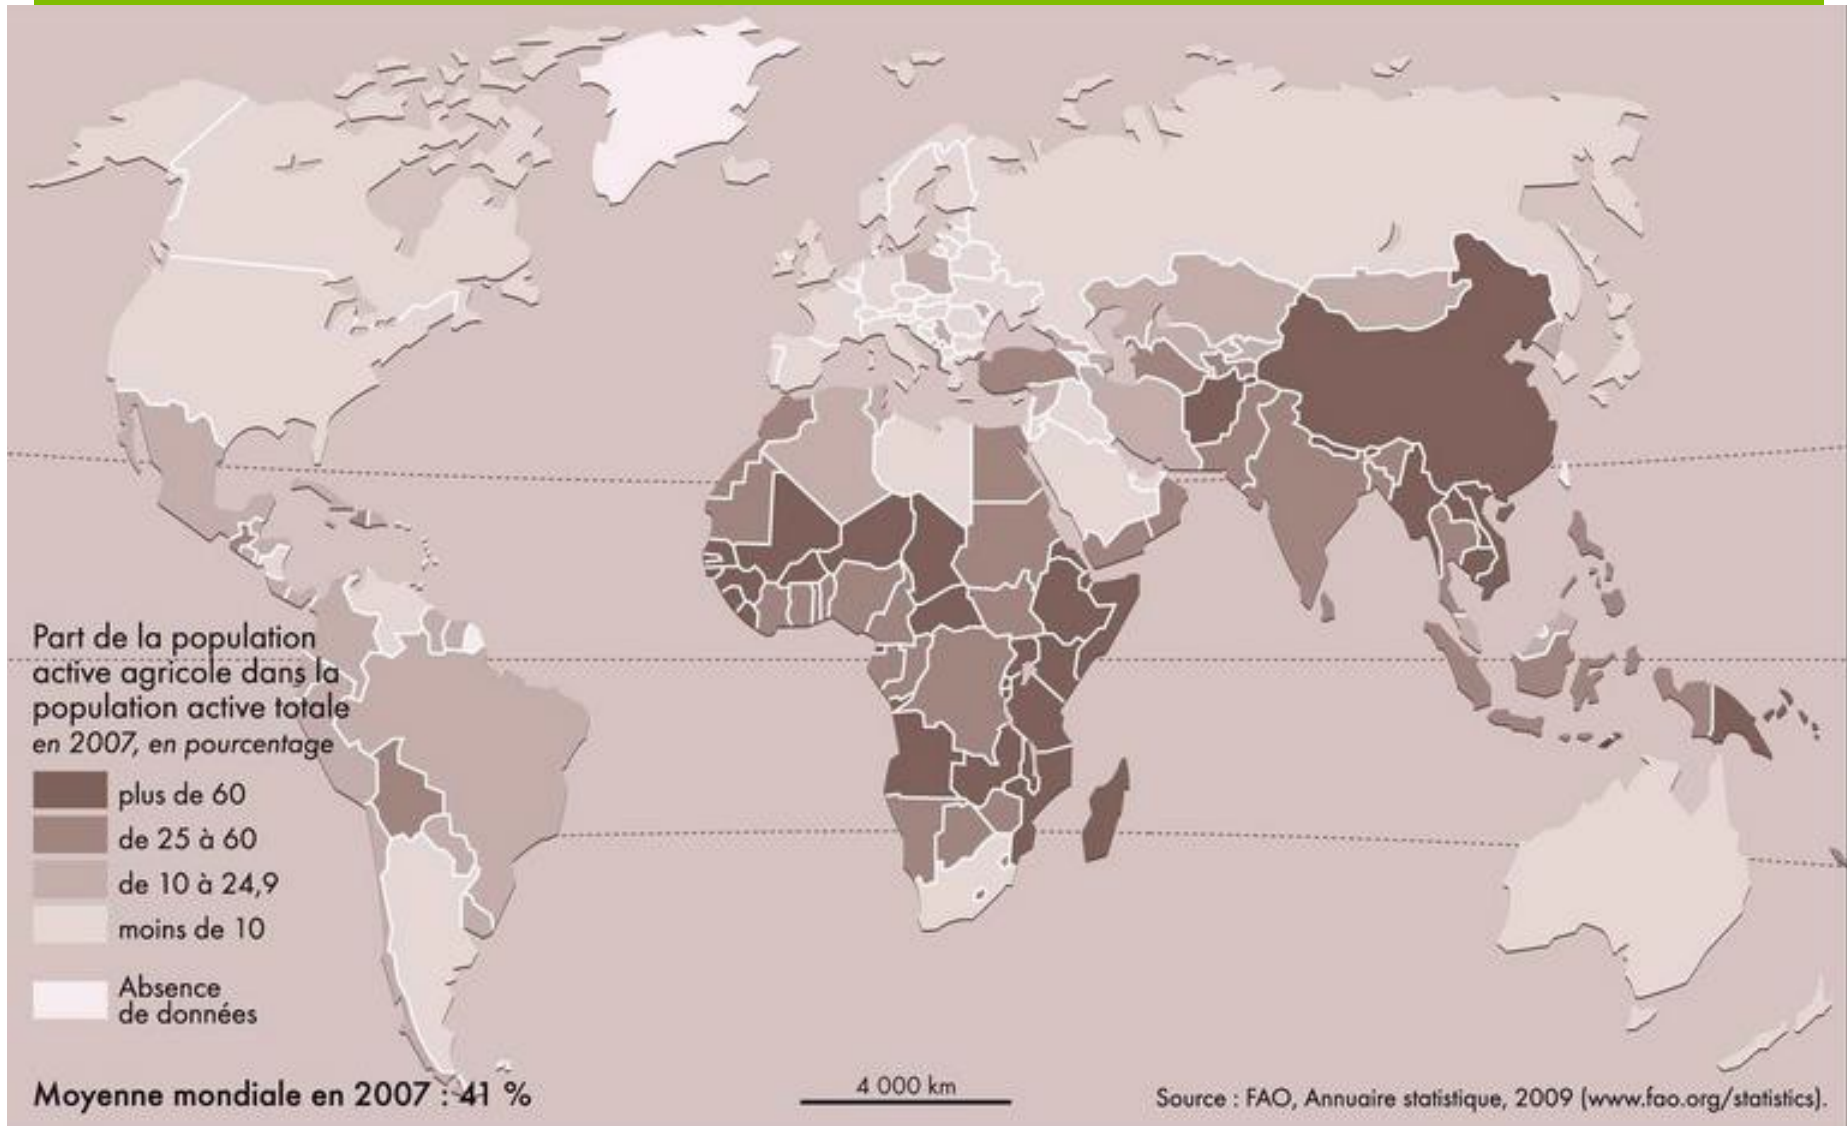 Part de la population
active agricole dans la
population active totale
en 2007, en pourcentage
plus de 60
de 25 à 60
de 10 à 24,9
moins de 10
Absence
de données
Moyenne mondiale en 2007 : 41 %
4 000 km
Source : FAO, Annuaire statistique, 2009 (www.fao.org/statistics).